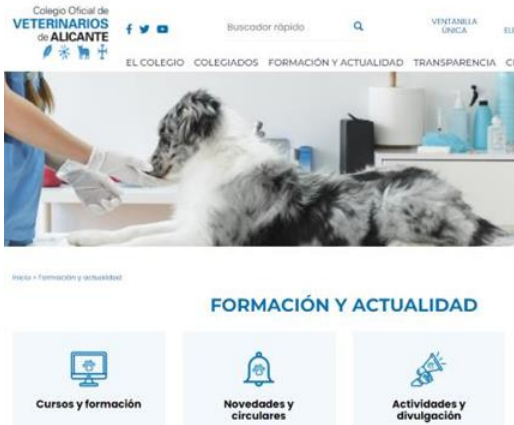 Colegio Oficial de
VETERINARIOS
de ALICANTE
Buscador rápido
VENTANILLA
ÚNICA
EL COLEGIO COLEGIADOS FORMACIÓN Y ACTUALIDAD TRANSPARENCIA
Inicio > Formación y actualidad
FORMACIÓN Y ACTUALIDAD
Cursos y formación
Novedades y
circulares
Actividades y
divulgación